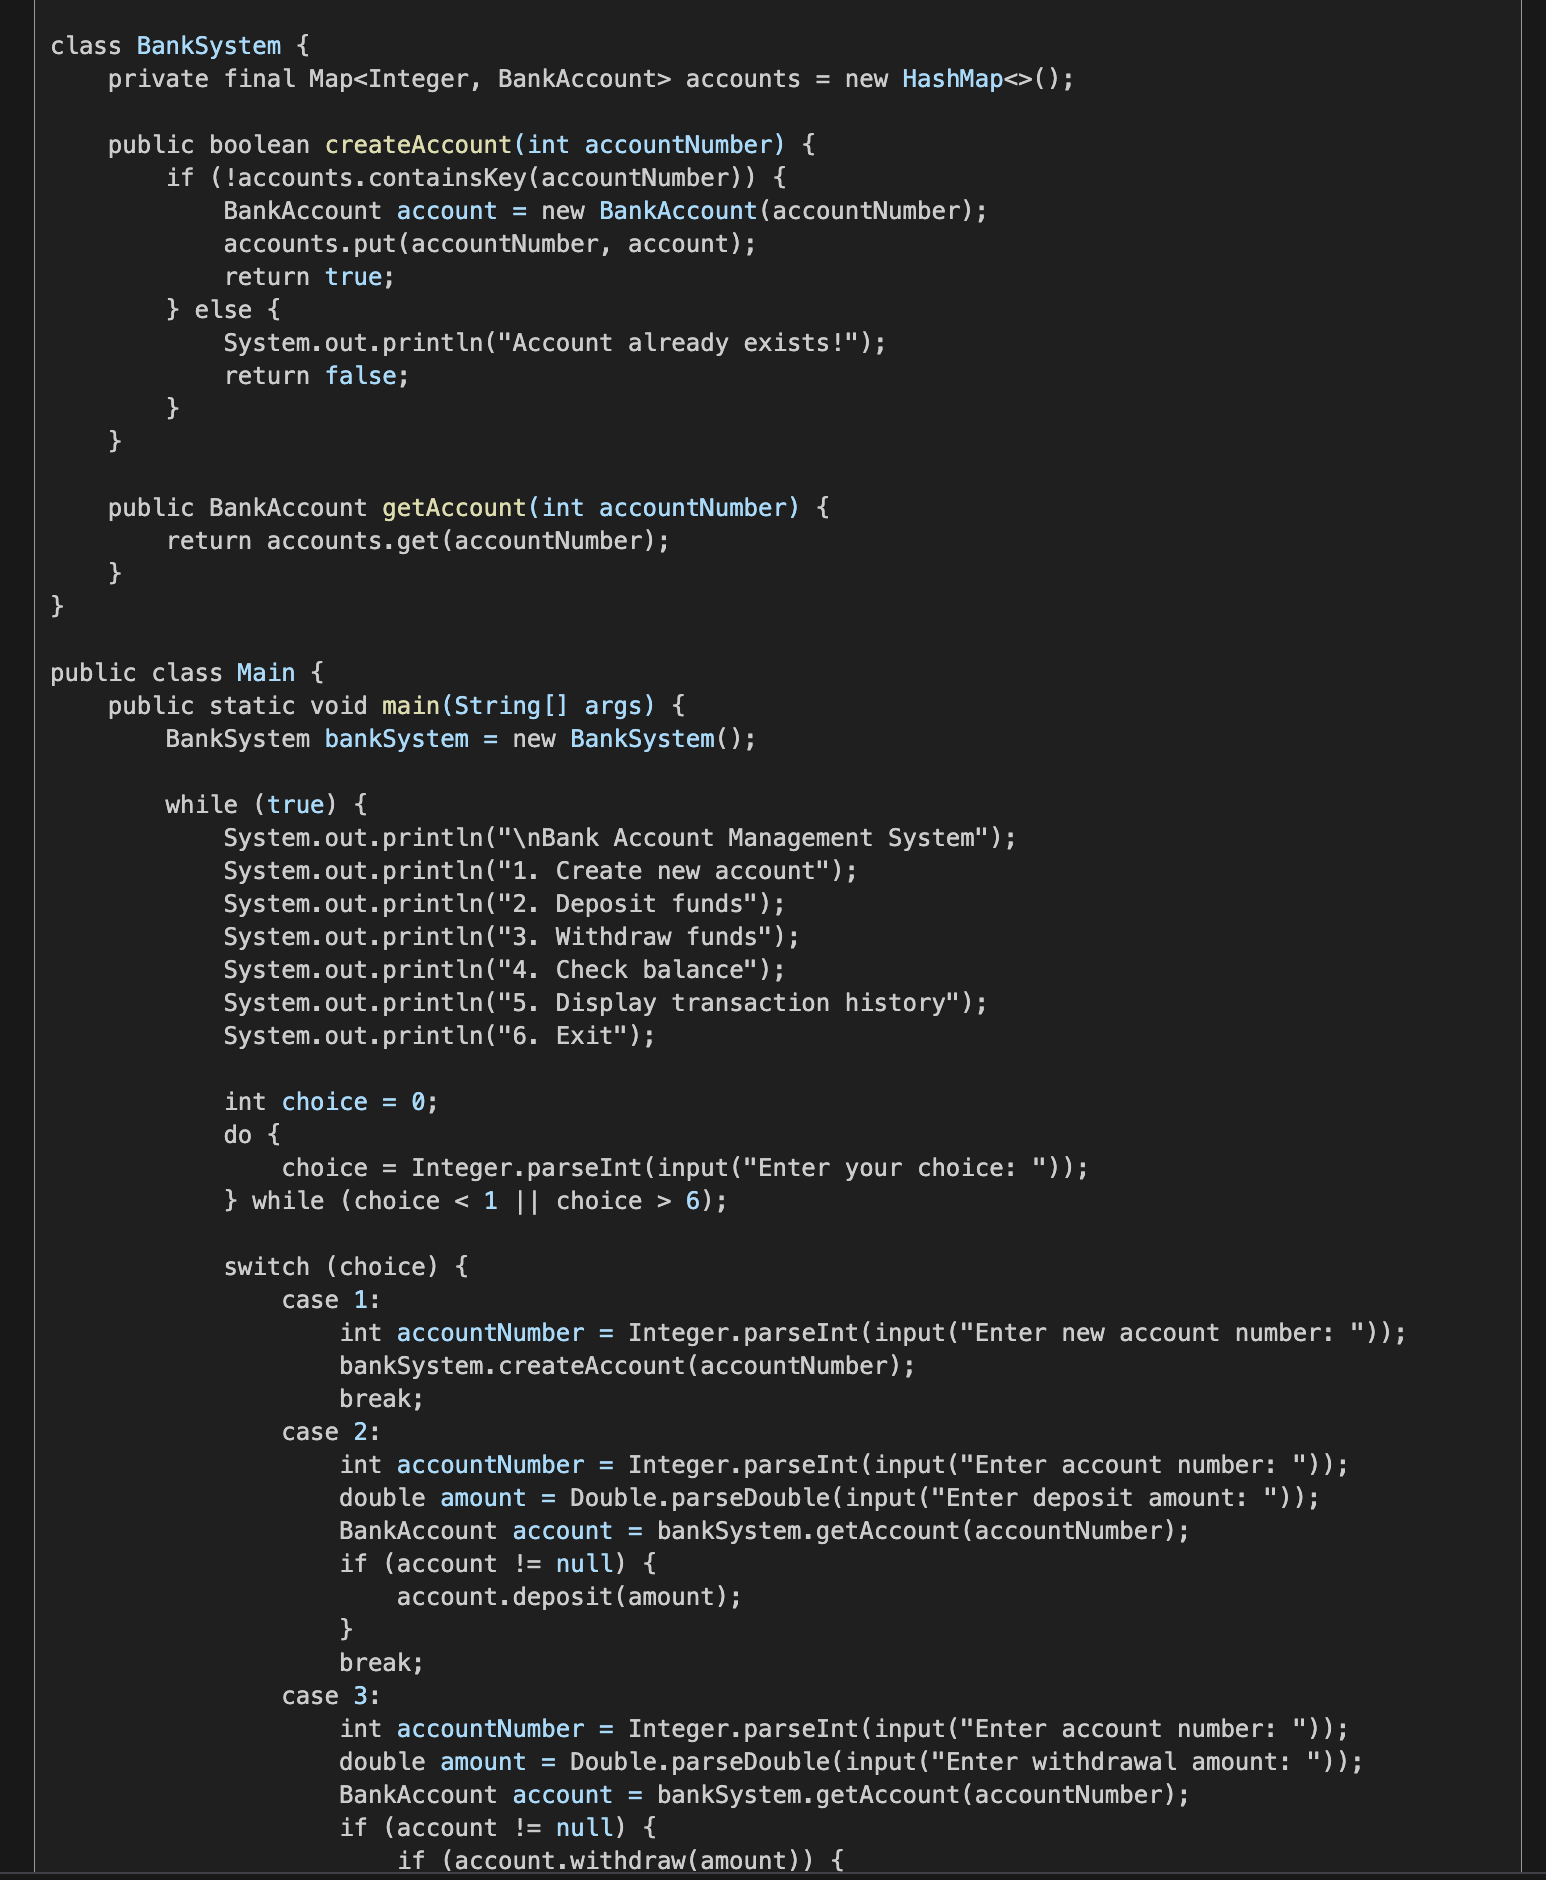 class BankSystem {
    private final Map<Integer, BankAccount> accounts = new HashMap<>();

    public boolean createAccount(int accountNumber) {
        if (!accounts.containsKey(accountNumber)) {
            BankAccount account = new BankAccount(accountNumber);
            accounts.put(accountNumber, account);
            return true;
        } else {
            System.out.println("Account already exists!");
            return false;
        }
    }

    public BankAccount getAccount(int accountNumber) {
        return accounts.get(accountNumber);
    }
}

public class Main {
    public static void main(String[] args) {
        BankSystem bankSystem = new BankSystem();

        while (true) {
            System.out.println("\nBank Account Management System");
            System.out.println("1. Create new account");
            System.out.println("2. Deposit funds");
            System.out.println("3. Withdraw funds");
            System.out.println("4. Check balance");
            System.out.println("5. Display transaction history");
            System.out.println("6. Exit");

            int choice = 0;
            do {
                choice = Integer.parseInt(input("Enter your choice: "));
            } while (choice < 1 || choice > 6);

            switch (choice) {
                case 1:
                    int accountNumber = Integer.parseInt(input("Enter new account number: "));
                    bankSystem.createAccount(accountNumber);
                    break;
                case 2:
                    int accountNumber = Integer.parseInt(input("Enter account number: "));
                    double amount = Double.parseDouble(input("Enter deposit amount: "));
                    BankAccount account = bankSystem.getAccount(accountNumber);
                    if (account != null) {
                        account.deposit(amount);
                    }
                    break;
                case 3:
                    int accountNumber = Integer.parseInt(input("Enter account number: "));
                    double amount = Double.parseDouble(input("Enter withdrawal amount: "));
                    BankAccount account = bankSystem.getAccount(accountNumber);
                    if (account != null) {
                        if (account.withdraw(amount)) {